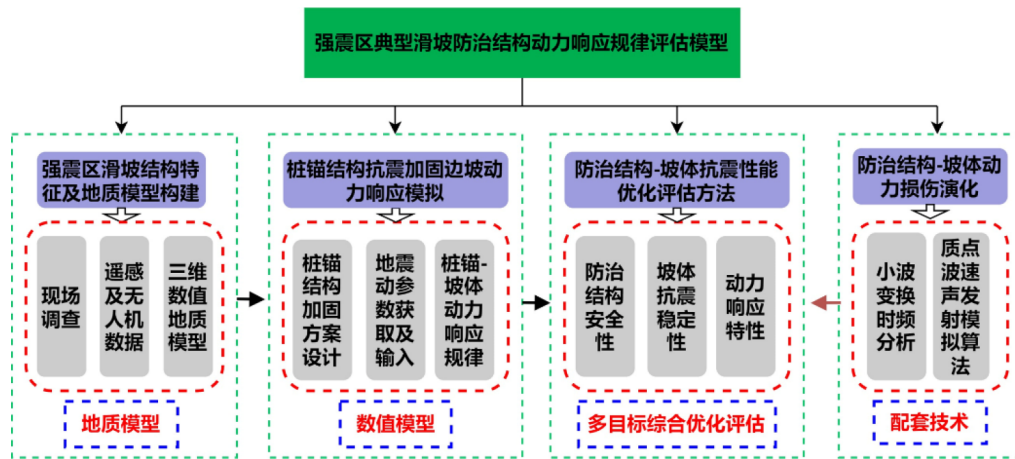 强震区典型滑坡防治结构动力响应规律评估模型
强震区滑坡结构特
征及地质模型构建
现场
调查
遥感
及无
人机
数据
三维
数值
地质
模型
地质模型
桩锚结构抗震加固边坡动
力响应模拟
桩锚
结构
加固
方案
设计
地震
动参
数获
取及
输入
桩锚-
坡体
动力
响应
规律
数值模型
防治结构-坡体抗震性能
优化评估方法
防治
结构
安全
性
坡体
抗震
稳定
性
动力
响应
特性
多目标综合优化评估
防治结构-坡体动
力损伤演化
小波
变换
时频
分析
质点
波速
声发
射模
拟算
法
配套技术